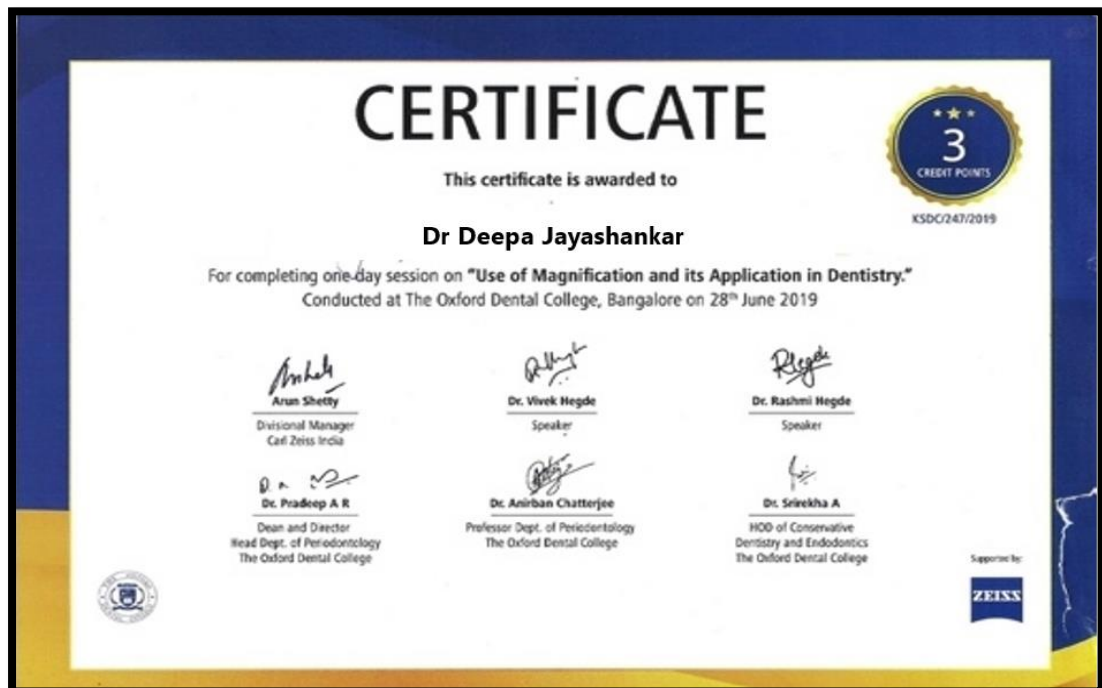 CERTIFICATE
3
CREDIT POINTS
KSDC/247/2019
This certificate is awarded to
Dr Deepa Jayashankar
For completing one-day session on "Use of Magnification and its Application in Dentistry."
Conducted at The Oxford Dental College, Bangalore on 28th June 2019
Arun Shetty
Divisional Manager
Carl Zeiss India
Dr. Vivek Hegde
Speaker
Dr. Rashmi Hegde
Speaker
Dr. Pradeep A R
Dean and Director
Head Dept. of Periodontology
The Oxford Dental College
Dr. Anirban Chatterjee
Professor Dept. of Periodontology
The Oxford Dental College
Dr. Srirekha A
HOD of Conservative
Dentistry and Endodontics
The Oxford Dental College
Supported by:
ZEISS